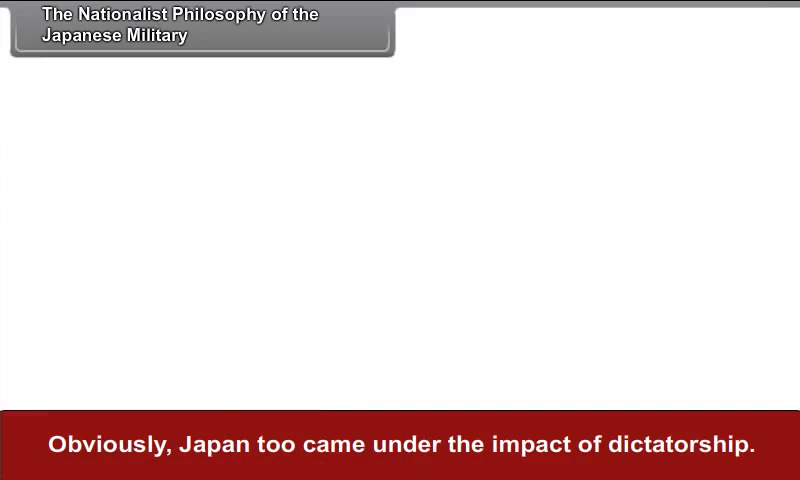 The Nationalist Philosophy of the
Japanese Military
Obviously, Japan too came under the impact of dictatorship.